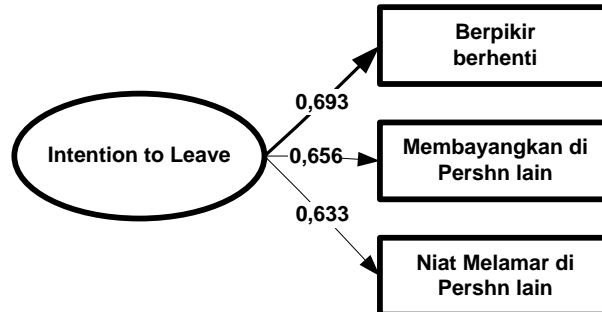 Berpikir
berhenti
0,693
Intention to Leave
0,656
Membayangkan di
Pershn lain
0,633
Niat Melamar di
Pershn lain